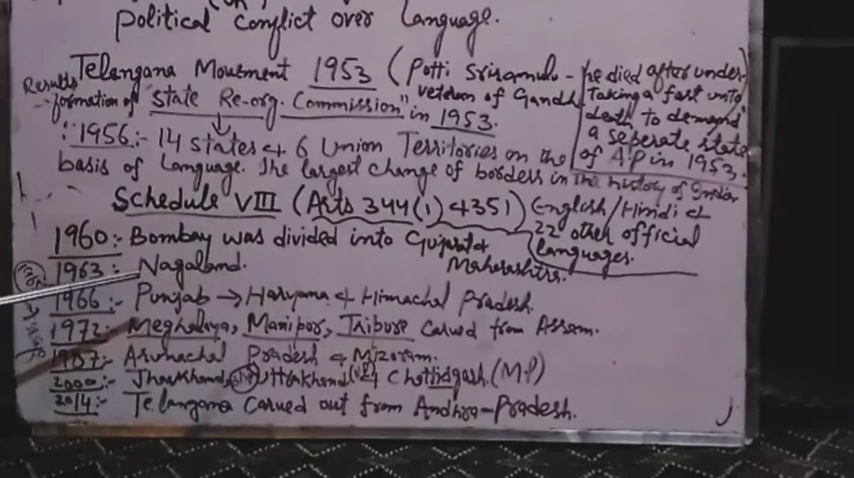 political conflict over language.
Telangana Movement 1953 (Potti Sriramulu - he died after under-
Results
taking a fast unto
formation of "State Re-org. Commission" in 1953.
veteran of Gandhi
death to demand
a seperate state
of A.P in 1953.
1956:- 14 states & 6 Union Territories on the
basis of Language. The largest change of borders in the history of India
Schedule VIII (Arts 344(1) & 351) English/Hindi &
22 other official
languages.
1960:- Bombay was divided into Gujarat &
Maharashtra.
1963:- Nagaland.
1966:- Punjab → Haryana & Himachal Pradesh.
1972:- Meghalaya, Manipor, Tribura Carved from Assam.
1987:- Arunachal Pradesh & Mizoram.
2000:- Jharkhand, Uttrakhand & Chattidgarh (MP)
2014:- Telangana Carved out from Andhra-Pradesh.